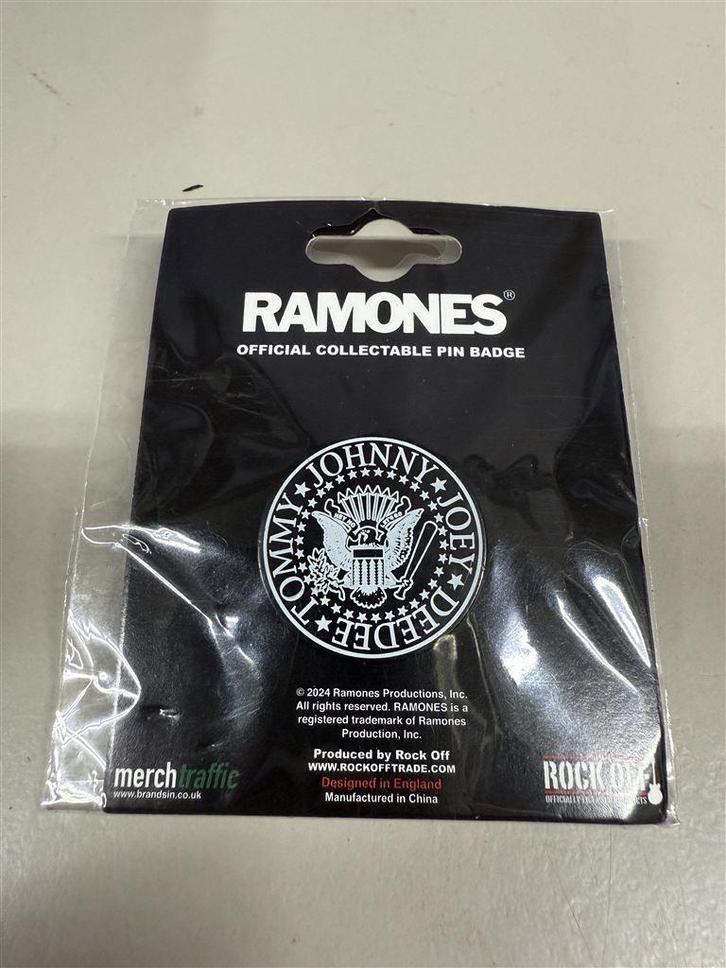 RAMONES®
OFFICIAL COLLECTABLE PIN BADGE
JOHNNY ★ JOEY ★ DEEDEE ★ TOMMY ★
© 2024 Ramones Productions, Inc.
All rights reserved. RAMONES is a
registered trademark of Ramones
Production, Inc.
Produced by Rock Off
WWW.ROCKOFFTRADE.COM
Designed in England
Manufactured in China
merchtraffic
www.brandsin.co.uk
ROCK OFF